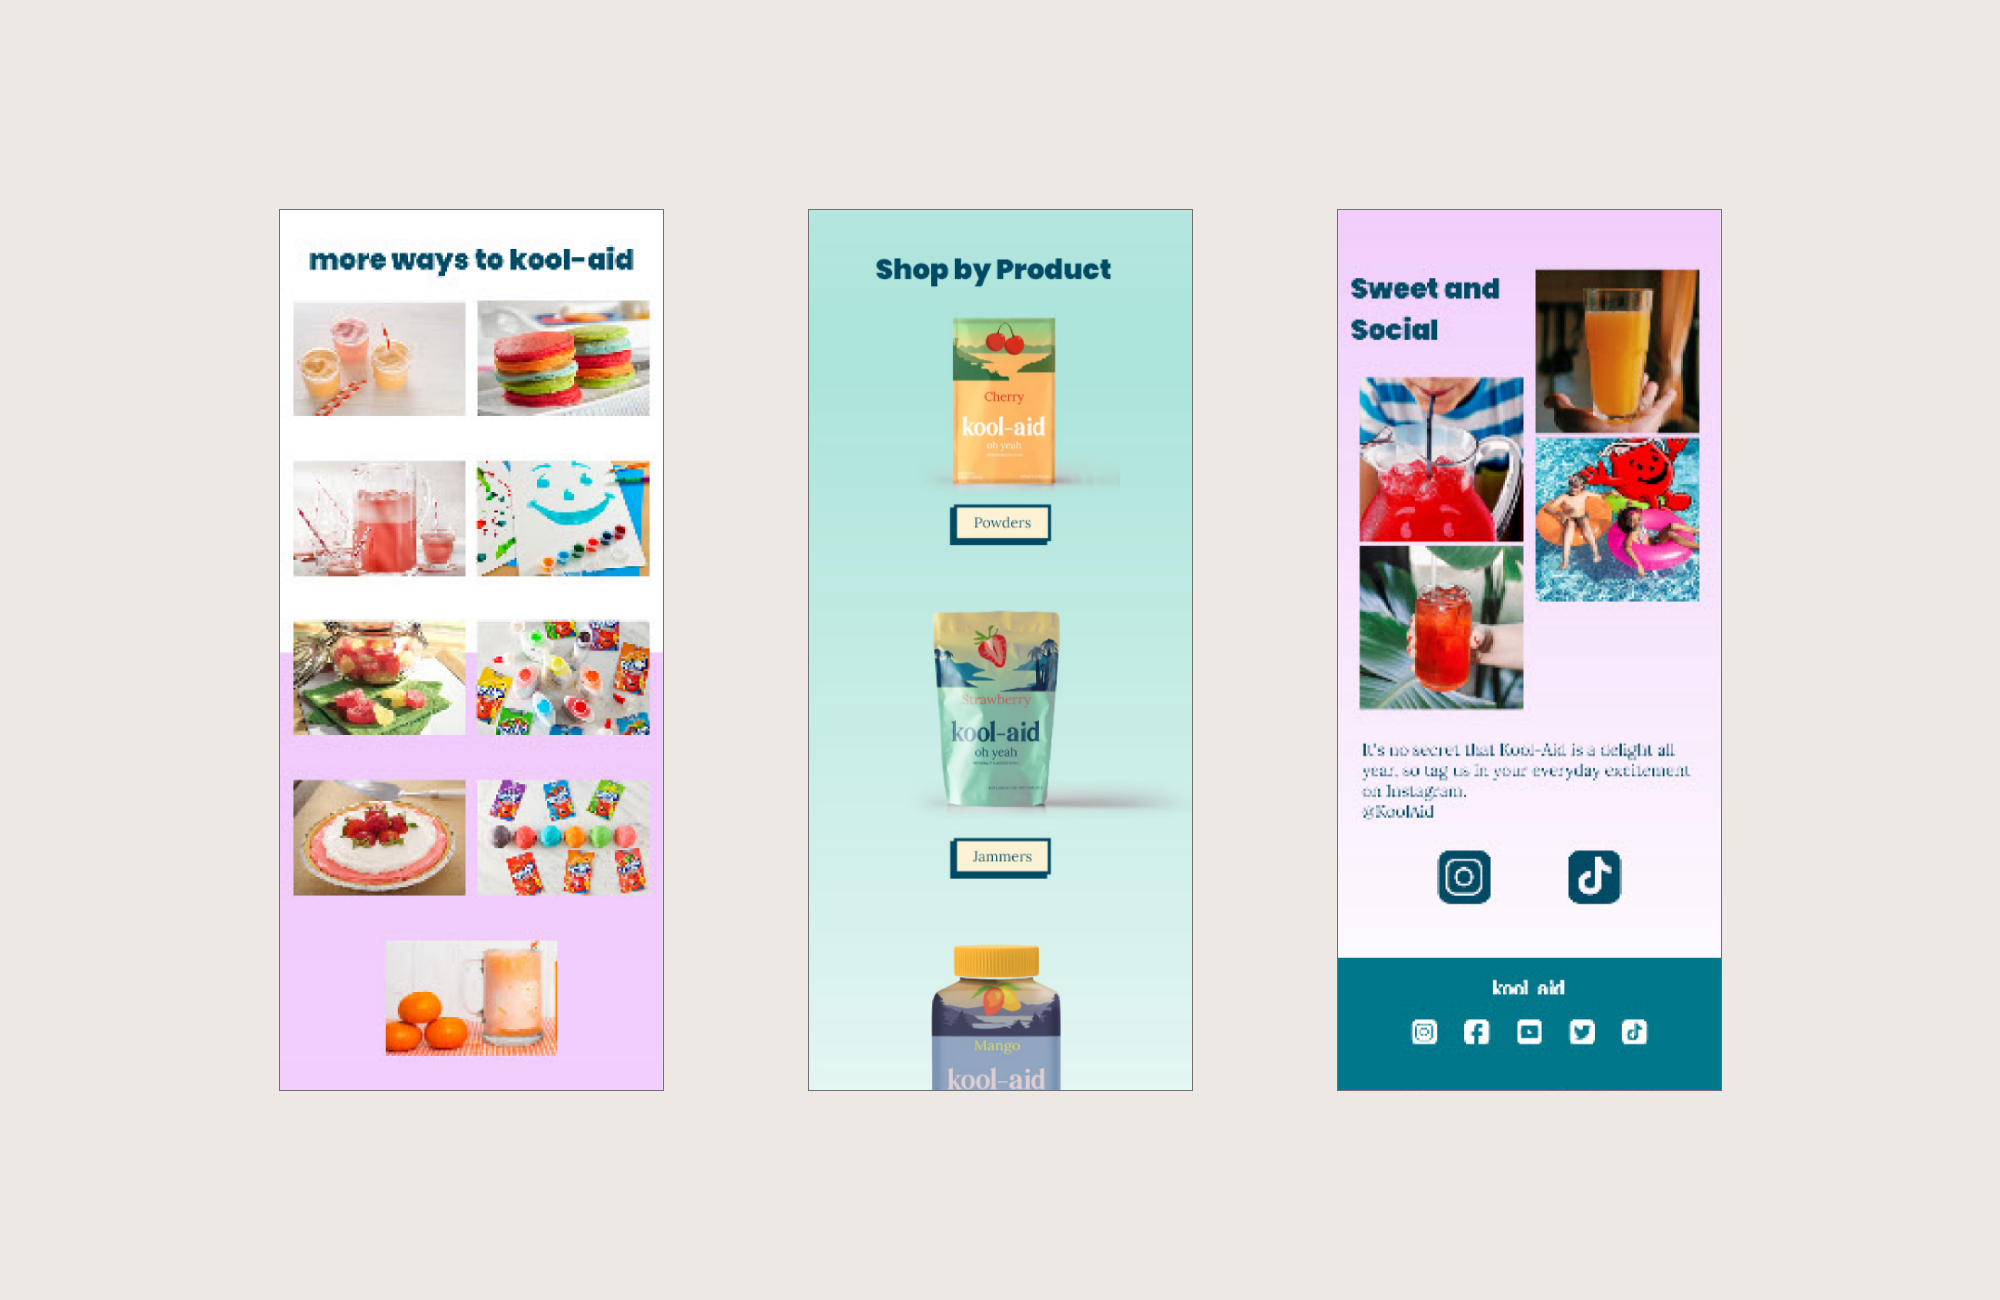 more ways to kool-aid
Shop by Product
Cherry
kool-aid
oh yeah
Powders
Strawberry
kool-aid
oh yeah
Jammers
Mango
kool-aid
Sweet and
Social
It's no secret that Kool-Aid is a delight all
year, so tag us in your everyday excitement
on Instagram.
@KoolAid
kool aid